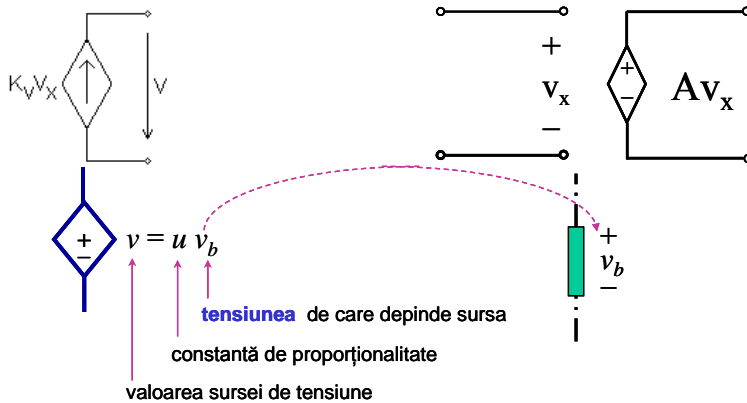 KvVx
V
+
vx
−
+
−
Avx
+
−
v = u vb
+
vb
−
tensiunea de care depinde sursa
constantă de proporționalitate
valoarea sursei de tensiune